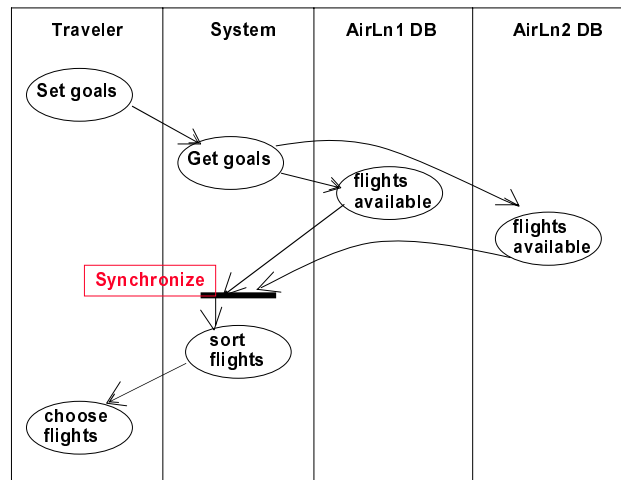 Traveler
System
AirLn1 DB
AirLn2 DB
Set goals
Get goals
flights
available
flights
available
Synchronize
sort
flights
choose
flights